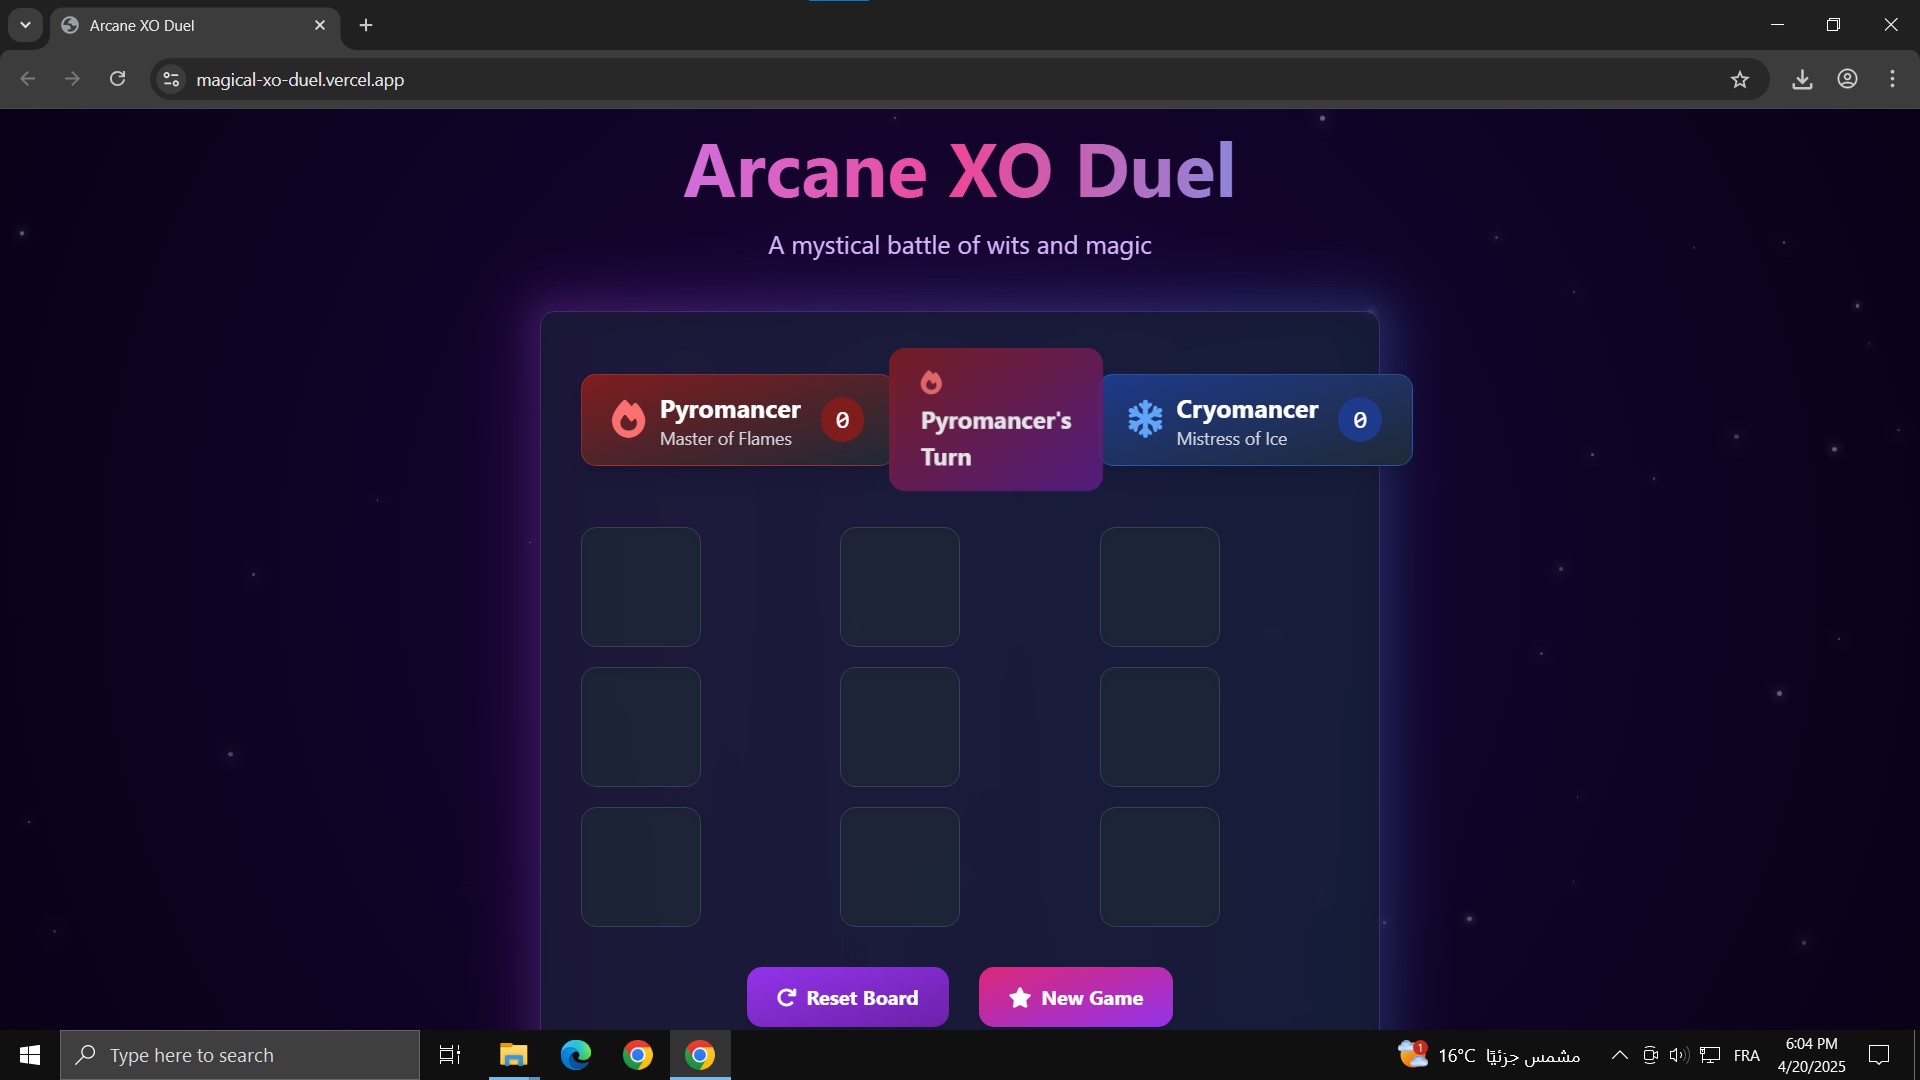 Arcane XO Duel
magical-xo-duel.vercel.app
Arcane XO Duel
A mystical battle of wits and magic
Pyromancer
Master of Flames
0
Pyromancer's
Turn
Cryomancer
Mistress of Ice
0
Reset Board
New Game
Type here to search
1
16°C مشمس جزئيًا
FRA
6:04 PM
4/20/2025